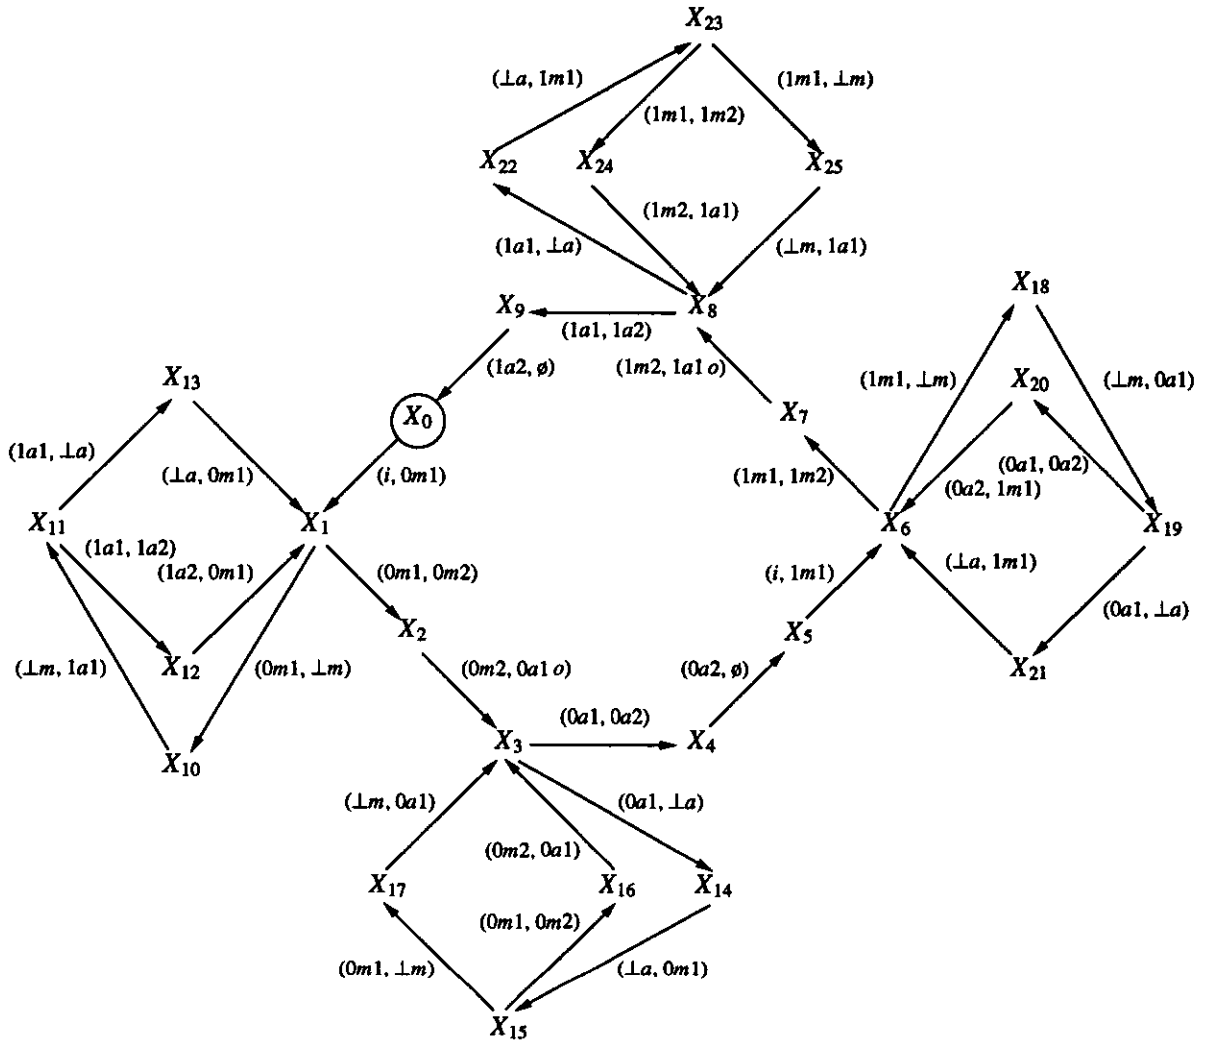 X23
(⊥a, 1m1)
(1m1, ⊥m)
(1m1, 1m2)
X22
X24
X25
(1m2, 1a1)
(1a1, ⊥a)
(⊥m, 1a1)
X18
X9
X8
(1a1, 1a2)
(1a2, ø)
(1m2, 1a1 o)
X13
(1m1, ⊥m)
X20
(⊥m, 0a1)
X0
X7
(1a1, ⊥a)
(⊥a, 0m1)
(i, 0m1)
(1m1, 1m2)
(0a1, 0a2)
(0a2, 1m1)
X11
X1
X6
X19
(1a1, 1a2)
(1a2, 0m1)
(0m1, 0m2)
(i, 1m1)
(⊥a, 1m1)
(0a1, ⊥a)
X2
X5
(⊥m, 1a1)
X12
(0m1, ⊥m)
(0m2, 0a1 o)
(0a2, ø)
X21
(0a1, 0a2)
X10
X3
X4
(⊥m, 0a1)
(0a1, ⊥a)
(0m2, 0a1)
X17
X16
X14
(0m1, 0m2)
(0m1, ⊥m)
(⊥a, 0m1)
X15